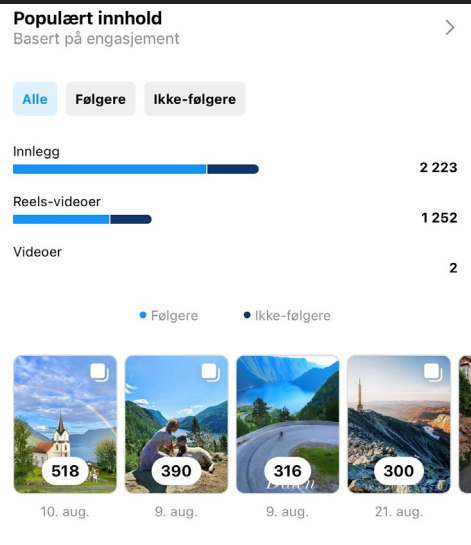 Populært innhold
Basert på engasjement
Alle
Følgere
Ikke-følgere
Innlegg
2 223
Reels-videoer
1 252
Videoer
2
Følgere
Ikke-følgere
518
390
316
300
10. aug.
9. aug.
9. aug.
21. aug.